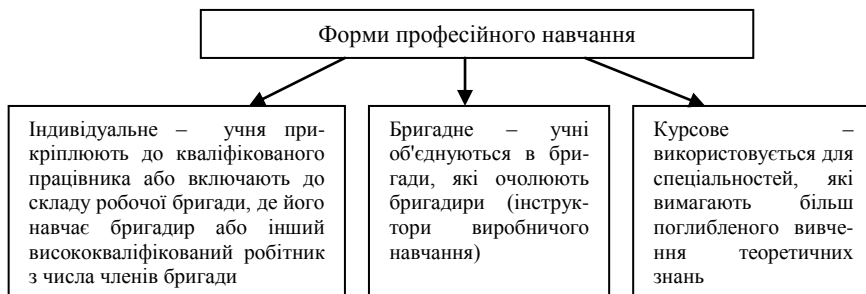 Форми професійного навчання
Індивідуальне – учня при-
кріплюють до кваліфікованого
працівника або включають до
складу робочої бригади, де його
навчає бригадир або інший
висококваліфікований робітник
з числа членів бригади
Бригадне – учні
об'єднуються в бри-
гади, які очолюють
бригадири (інструк-
тори виробничого
навчання)
Курсове –
використовується для
спеціальностей, які
вимагають більш
поглибленого вивче-
ння теоретичних
знань